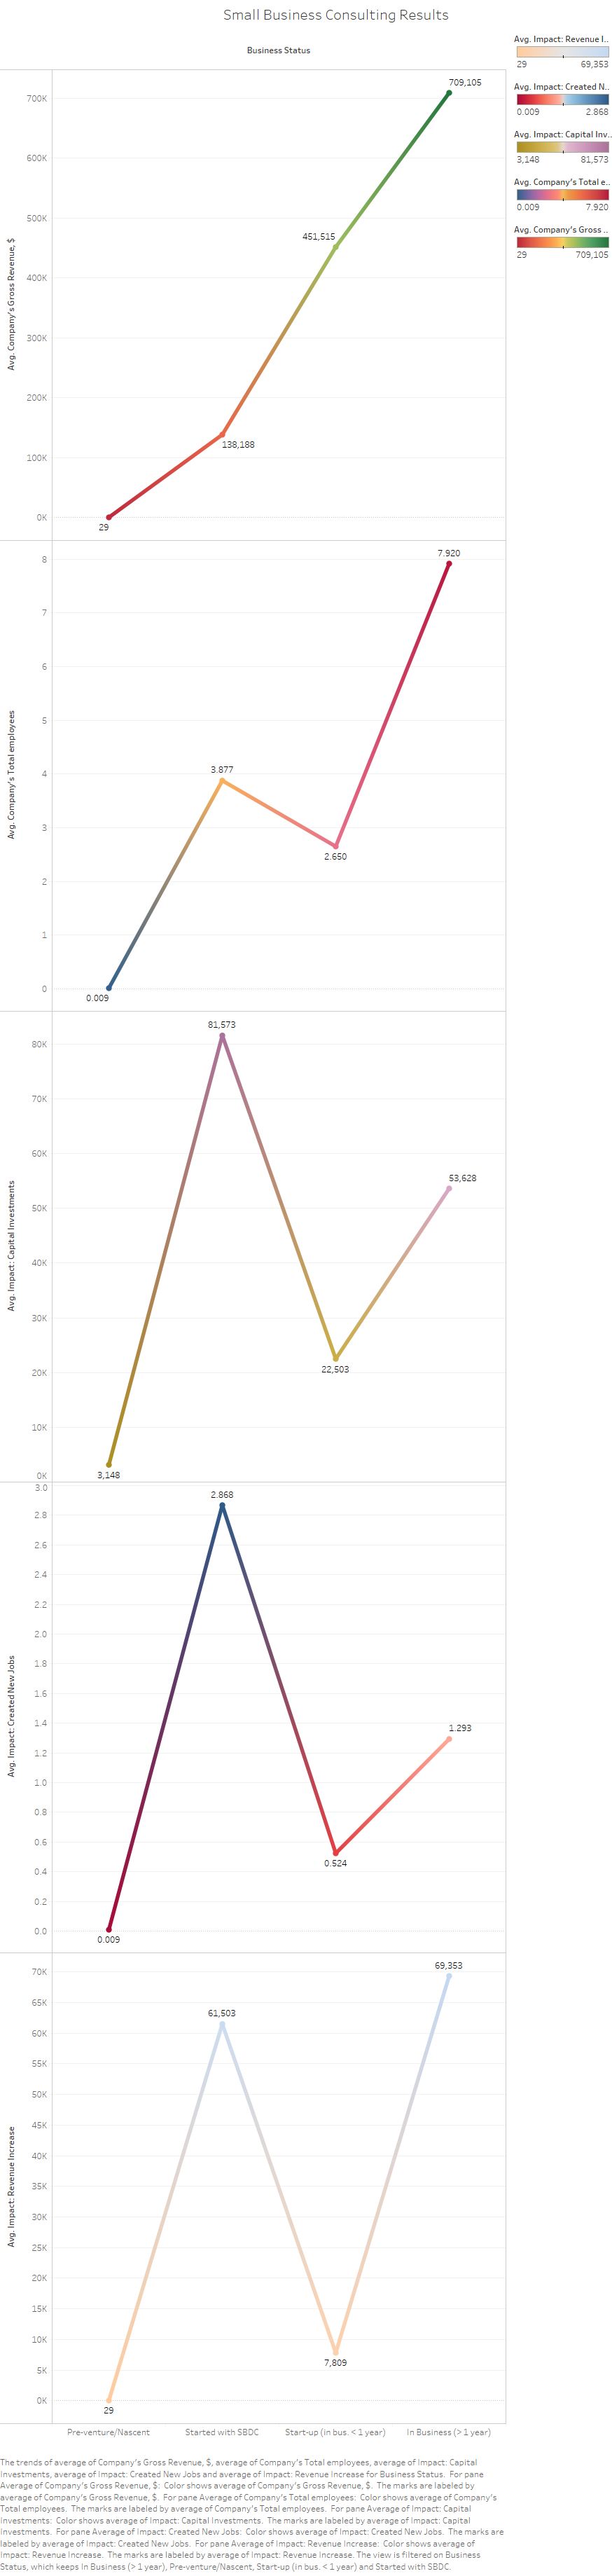 Small Business Consulting Results
Business Status
Avg. Impact: Revenue I..
29 69,353
Avg. Impact: Created N..
0.009 2.868
Avg. Impact: Capital Inv..
3,148 81,573
Avg. Company's Total e..
0.009 7.920
Avg. Company's Gross ..
29 709,105
Avg. Company's Gross Revenue, $
700K
600K
500K
400K
300K
200K
100K
0K
709,105
451,515
138,188
29
Avg. Company's Total employees
8
7
6
5
4
3
2
1
0
7.920
3.877
2.650
0.009
Avg. Impact: Capital Investments
80K
70K
60K
50K
40K
30K
20K
10K
0K
81,573
53,628
22,503
3,148
Avg. Impact: Created New Jobs
3.0
2.8
2.6
2.4
2.2
2.0
1.8
1.6
1.4
1.2
1.0
0.8
0.6
0.4
0.2
0.0
2.868
1.293
0.524
0.009
Avg. Impact: Revenue Increase
70K
65K
60K
55K
50K
45K
40K
35K
30K
25K
20K
15K
10K
5K
0K
69,353
61,503
7,809
29
Pre-venture/Nascent Started with SBDC Start-up (in bus. < 1 year) In Business (> 1 year)
The trends of average of Company's Gross Revenue, $, average of Company's Total employees, average of Impact: Capital
Investments, average of Impact: Created New Jobs and average of Impact: Revenue Increase for Business Status. For pane
Average of Company's Gross Revenue, $: Color shows average of Company's Gross Revenue, $. The marks are labeled by
average of Company's Gross Revenue, $. For pane Average of Company's Total employees: Color shows average of Company's
Total employees. The marks are labeled by average of Company's Total employees. For pane Average of Impact: Capital
Investments: Color shows average of Impact: Capital Investments. The marks are labeled by average of Impact: Capital
Investments. For pane Average of Impact: Created New Jobs: Color shows average of Impact: Created New Jobs. The marks are
labeled by average of Impact: Created New Jobs. For pane Average of Impact: Revenue Increase: Color shows average of
Impact: Revenue Increase. The marks are labeled by average of Impact: Revenue Increase. The view is filtered on Business
Status, which keeps In Business (> 1 year), Pre-venture/Nascent, Start-up (in bus. < 1 year) and Started with SBDC.